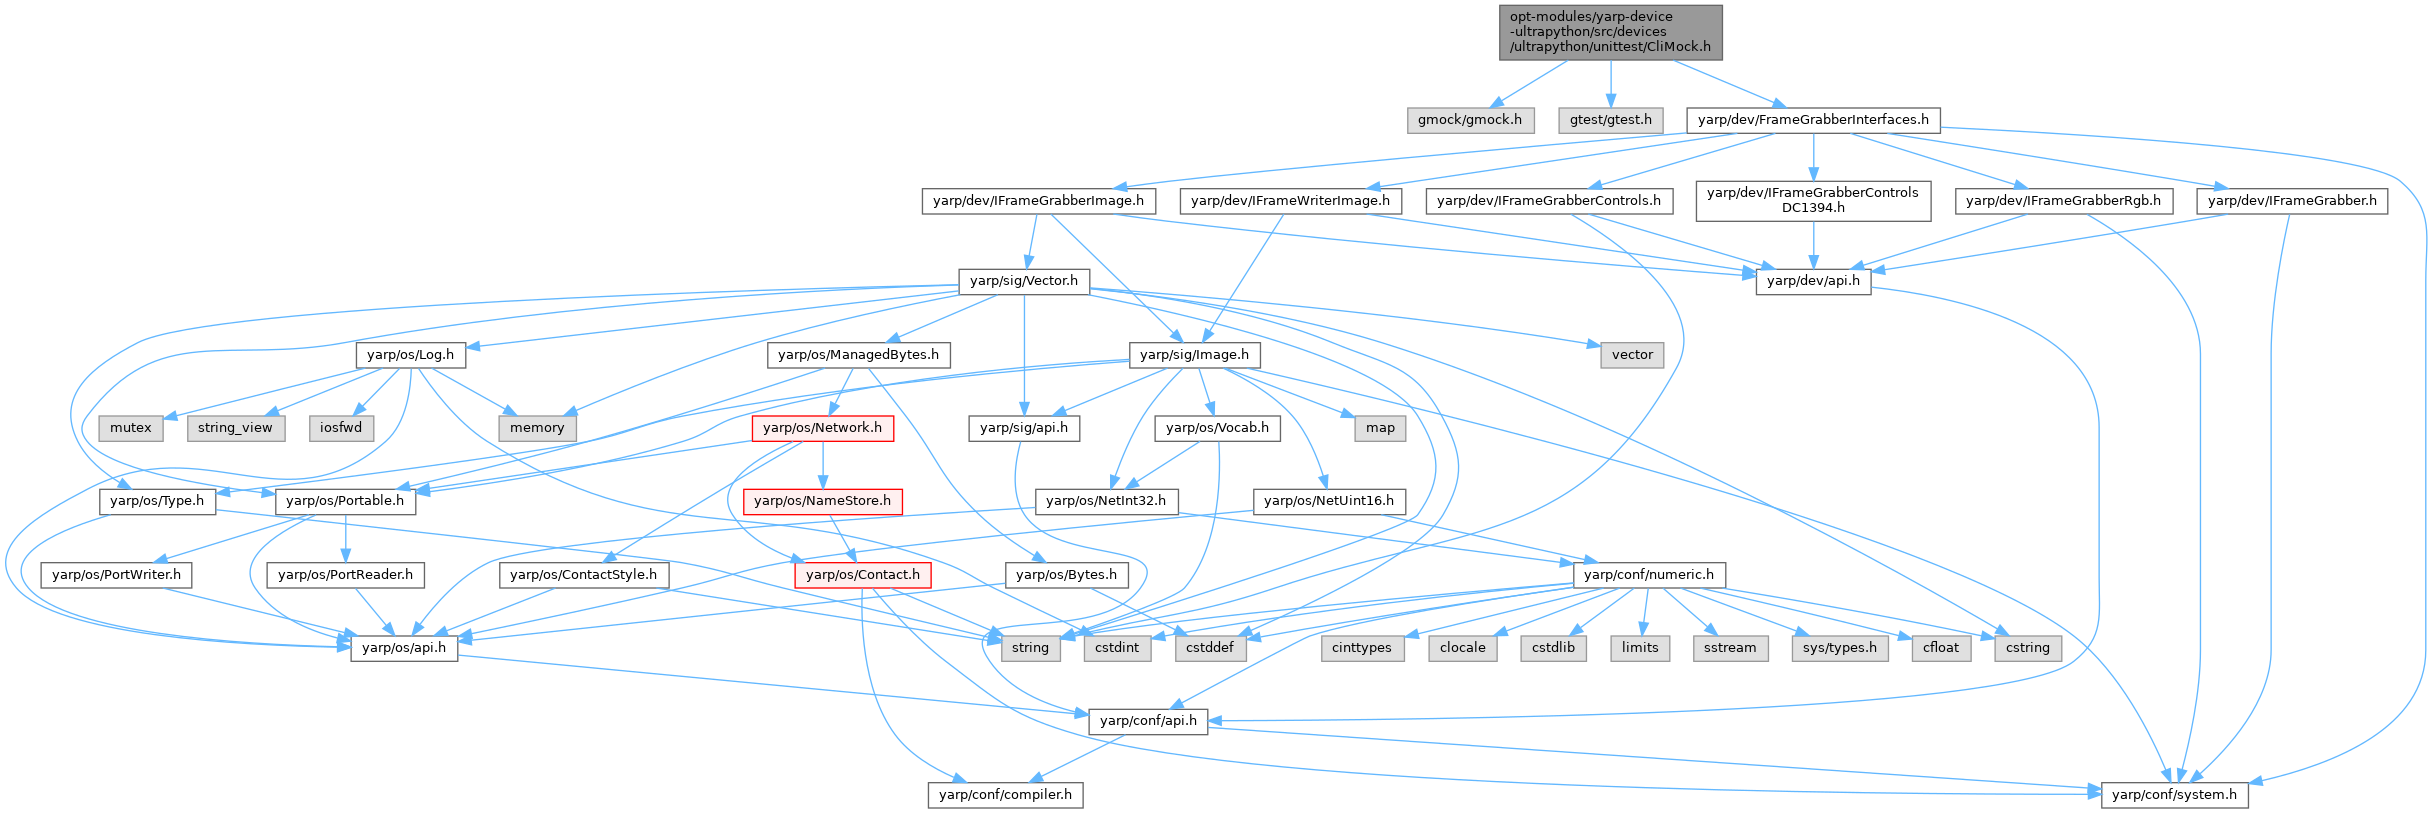 opt-modules/yarp-device
-ultrapython/src/devices
/ultrapython/unittest/CliMock.h
gmock/gmock.h
gtest/gtest.h
yarp/dev/FrameGrabberInterfaces.h
yarp/dev/IFrameGrabberImage.h
yarp/dev/IFrameWriterImage.h
yarp/dev/IFrameGrabberControls.h
yarp/dev/IFrameGrabberControls
DC1394.h
yarp/dev/IFrameGrabberRgb.h
yarp/dev/IFrameGrabber.h
yarp/sig/Vector.h
yarp/dev/api.h
yarp/os/Log.h
yarp/os/ManagedBytes.h
yarp/sig/Image.h
vector
mutex
string_view
iosfwd
memory
yarp/os/Network.h
yarp/sig/api.h
yarp/os/Vocab.h
map
yarp/os/Type.h
yarp/os/Portable.h
yarp/os/NameStore.h
yarp/os/NetInt32.h
yarp/os/NetUint16.h
yarp/os/PortWriter.h
yarp/os/PortReader.h
yarp/os/ContactStyle.h
yarp/os/Contact.h
yarp/os/Bytes.h
yarp/conf/numeric.h
yarp/os/api.h
string
cstdint
cstddef
cinttypes
clocale
cstdlib
limits
sstream
sys/types.h
cfloat
cstring
yarp/conf/api.h
yarp/conf/compiler.h
yarp/conf/system.h